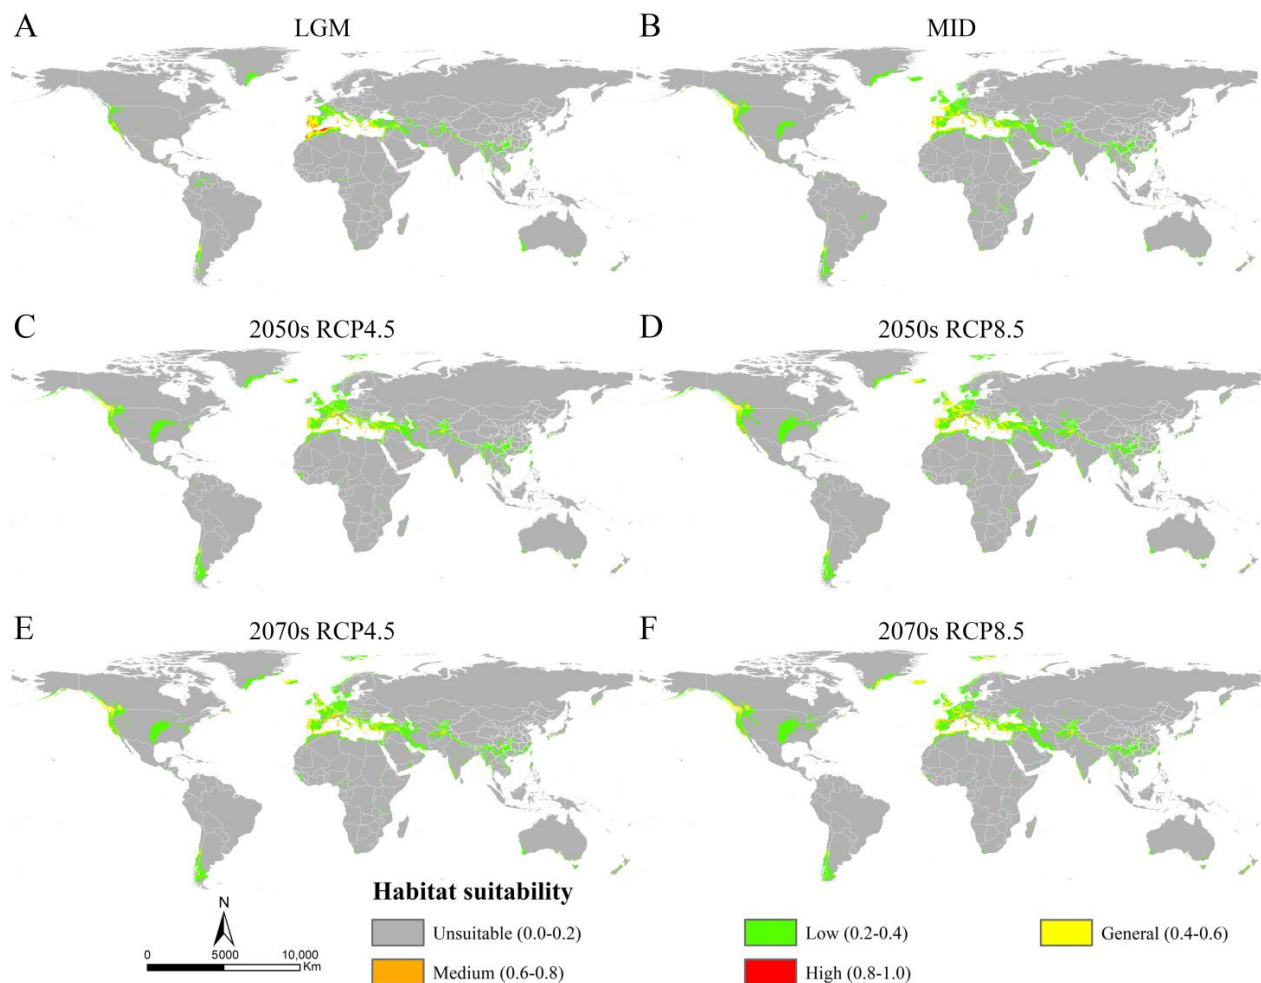 A
LGM
B
MID
C
2050s RCP4.5
D
2050s RCP8.5
E
2070s RCP4.5
F
2070s RCP8.5
Habitat suitability
N
0 5000 10,000
Km
Unsuitable (0.0-0.2)
Low (0.2-0.4)
General (0.4-0.6)
Medium (0.6-0.8)
High (0.8-1.0)